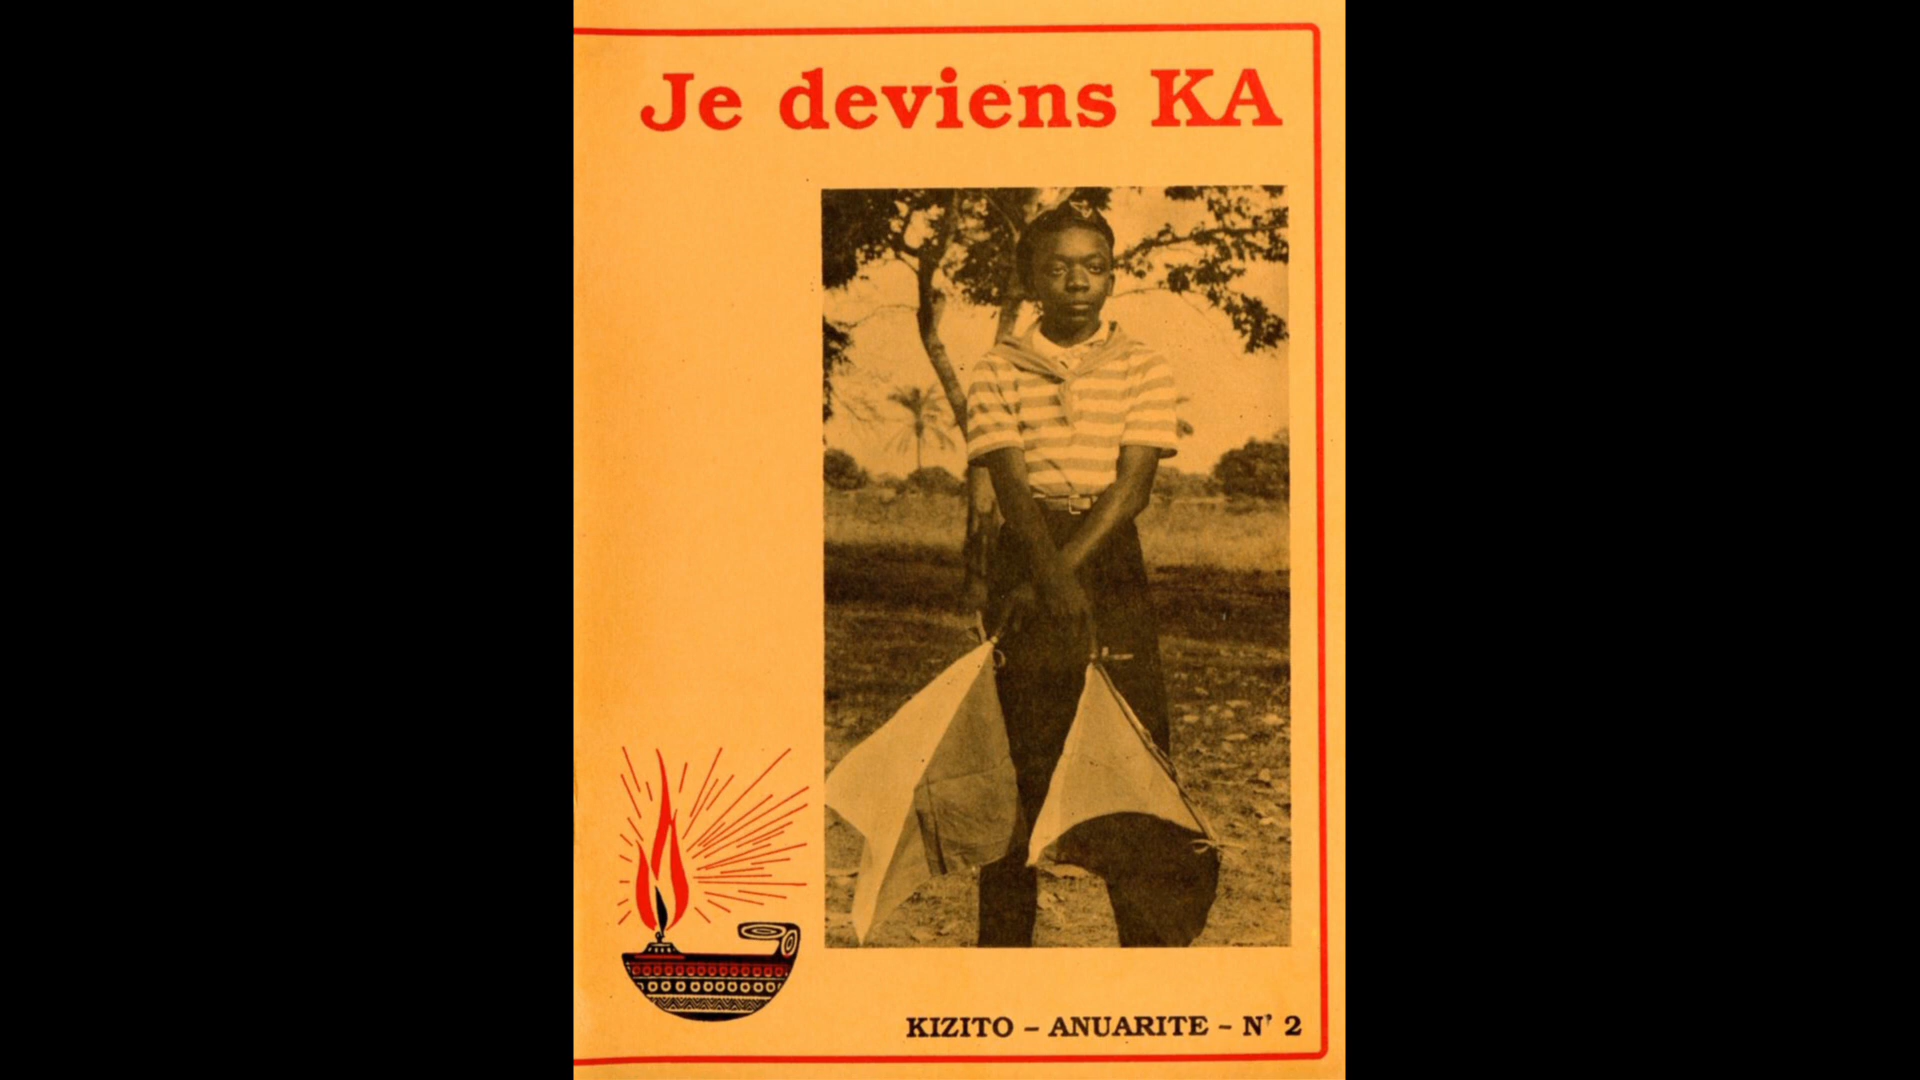 Je deviens KA
KIZITO – ANUARITE – N' 2